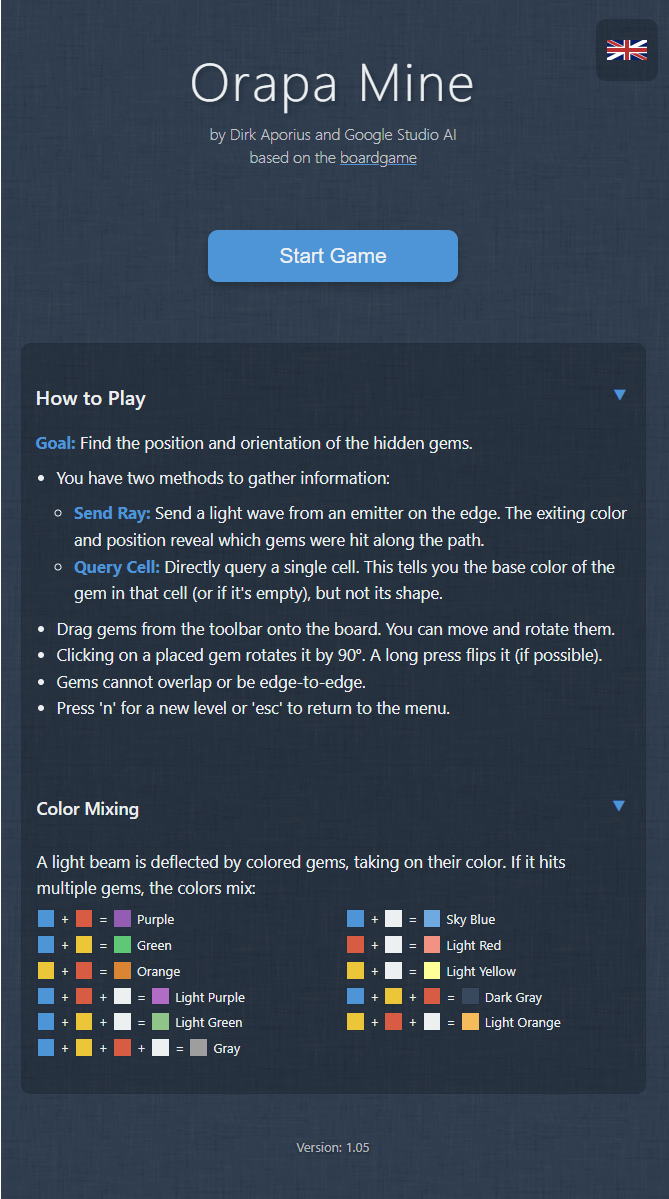 Orapa Mine
by Dirk Aporius and Google Studio AI
based on the boardgame
Start Game
How to Play
Goal: Find the position and orientation of the hidden gems.
• You have two methods to gather information:
○ Send Ray: Send a light wave from an emitter on the edge. The exiting color
and position reveal which gems were hit along the path.
○ Query Cell: Directly query a single cell. This tells you the base color of the
gem in that cell (or if it's empty), but not its shape.
• Drag gems from the toolbar onto the board. You can move and rotate them.
• Clicking on a placed gem rotates it by 90°. A long press flips it (if possible).
• Gems cannot overlap or be edge-to-edge.
• Press 'n' for a new level or 'esc' to return to the menu.
Color Mixing
A light beam is deflected by colored gems, taking on their color. If it hits
multiple gems, the colors mix:
+ = Purple
+ = Sky Blue
+ = Green
+ = Light Red
+ = Orange
+ = Light Yellow
+ + = Light Purple
+ + = Dark Gray
+ + = Light Green
+ + = Light Orange
+ + + = Gray
Version: 1.05